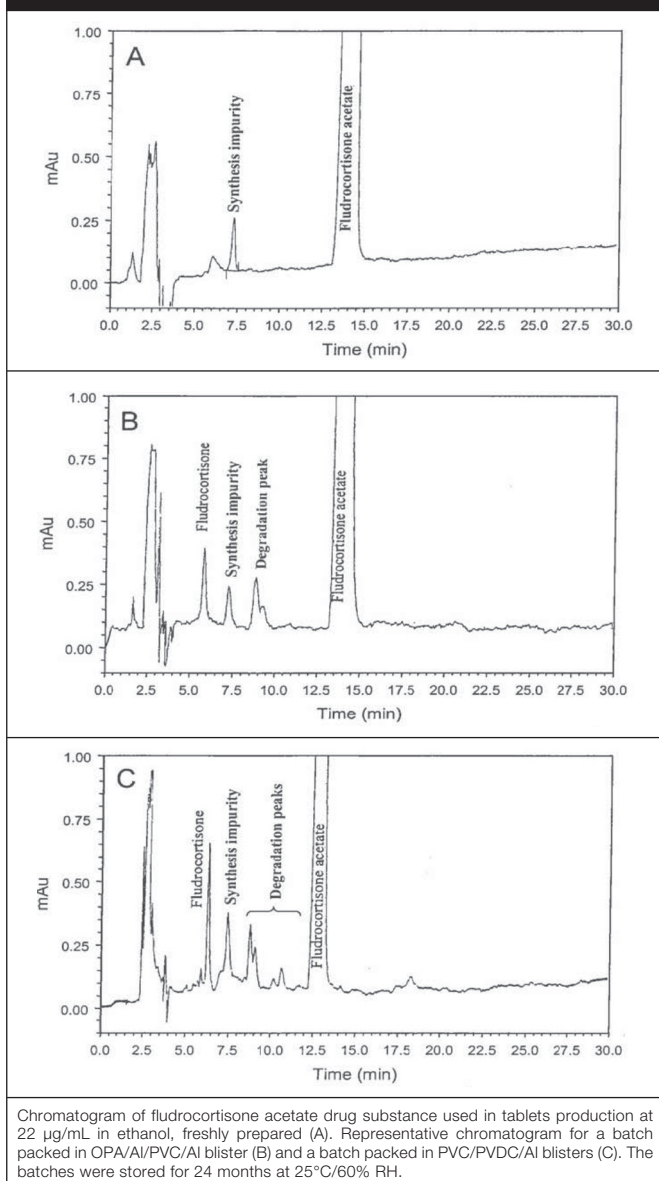 A
1.00
0.75
0.50
0.25
0.00
mAu
Synthesis impurity
Fludrocortisone acetate
0.0 2.5 5.0 7.5 10.0 12.5 15.0 17.5 20.0 22.5 25.0 27.5 30.0
Time (min)
B
1.00
0.75
0.50
0.25
0.00
mAu
Fludrocortisone
Synthesis impurity
Degradation peak
Fludrocortisone acetate
0.0 2.5 5.0 7.5 10.0 12.5 15.0 17.5 20.0 22.5 25.0 27.5 30.0
Time (min)
C
1.00
0.75
0.50
0.25
0.00
mAu
Fludrocortisone
Synthesis impurity
Degradation peaks
Fludrocortisone acetate
0.0 2.5 5.0 7.5 10.0 12.5 15.0 17.5 20.0 22.5 25.0 27.5 30.0
Time (min)
Chromatogram of fludrocortisone acetate drug substance used in tablets production at
22 µg/mL in ethanol, freshly prepared (A). Representative chromatogram for a batch
packed in OPA/Al/PVC/Al blister (B) and a batch packed in PVC/PVDC/Al blisters (C). The
batches were stored for 24 months at 25°C/60% RH.